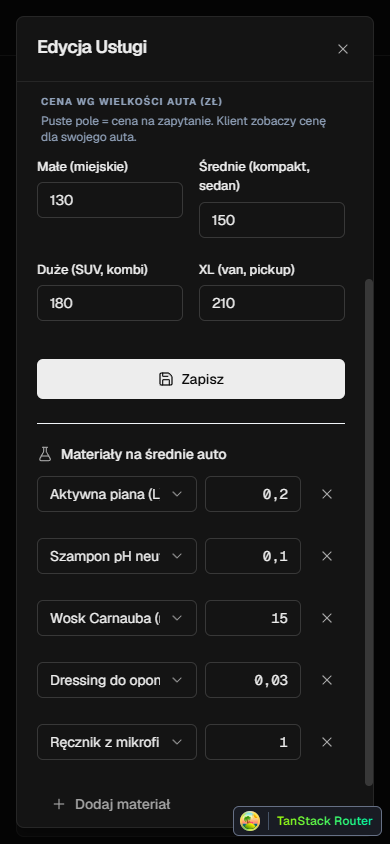 Edycja Usługi
CENA WG WIELKOŚCI AUTA (ZŁ)
Puste pole = cena na zapytanie. Klient zobaczy cenę
dla swojego auta.
Małe (miejskie)
130
Średnie (kompakt,
sedan)
150
Duże (SUV, kombi)
180
XL (van, pickup)
210
Zapisz
Materiały na średnie auto
Aktywna piana (L
0,2
Szampon pH neu
0,1
Wosk Carnauba (
15
Dressing do opon
0,03
Ręcznik z mikrofi
1
Dodaj materiał
TanStack Router